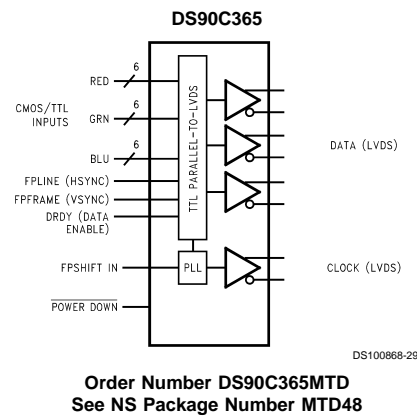 DS90C365
6
RED
6
CMOS/TTL
INPUTS
GRN
6
BLU
FPLINE (HSYNC)
FPFRAME (VSYNC)
DRDY (DATA
ENABLE)
FPSHIFT IN
POWER DOWN
TTL PARALLEL-TO-LVDS
PLL
DATA (LVDS)
CLOCK (LVDS)
DS100868-29
Order Number DS90C365MTD
See NS Package Number MTD48